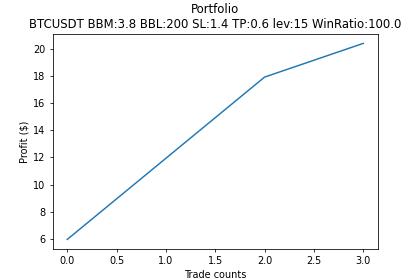 Portfolio
BTCUSDT BBM:3.8 BBL:200 SL:1.4 TP:0.6 lev:15 WinRatio:100.0
20
18
16
14
12
10
8
6
Profit ($)
0.0 0.5 1.0 1.5 2.0 2.5 3.0
Trade counts